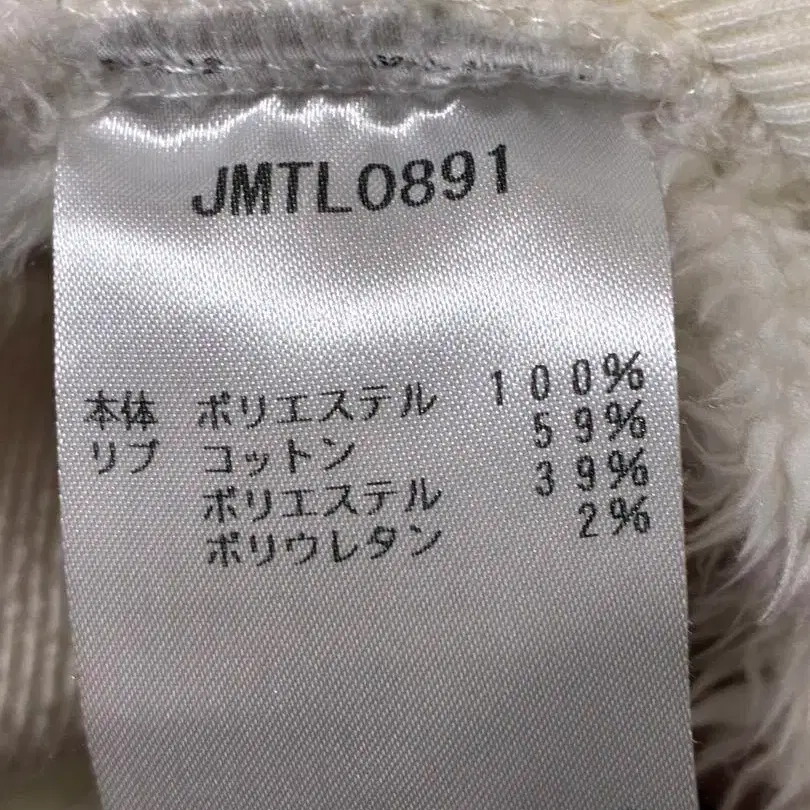 JMTL0891
本体 ポリエステル 100%
リブ コットン 59%
ポリエステル 39%
ポリウレタン 2%